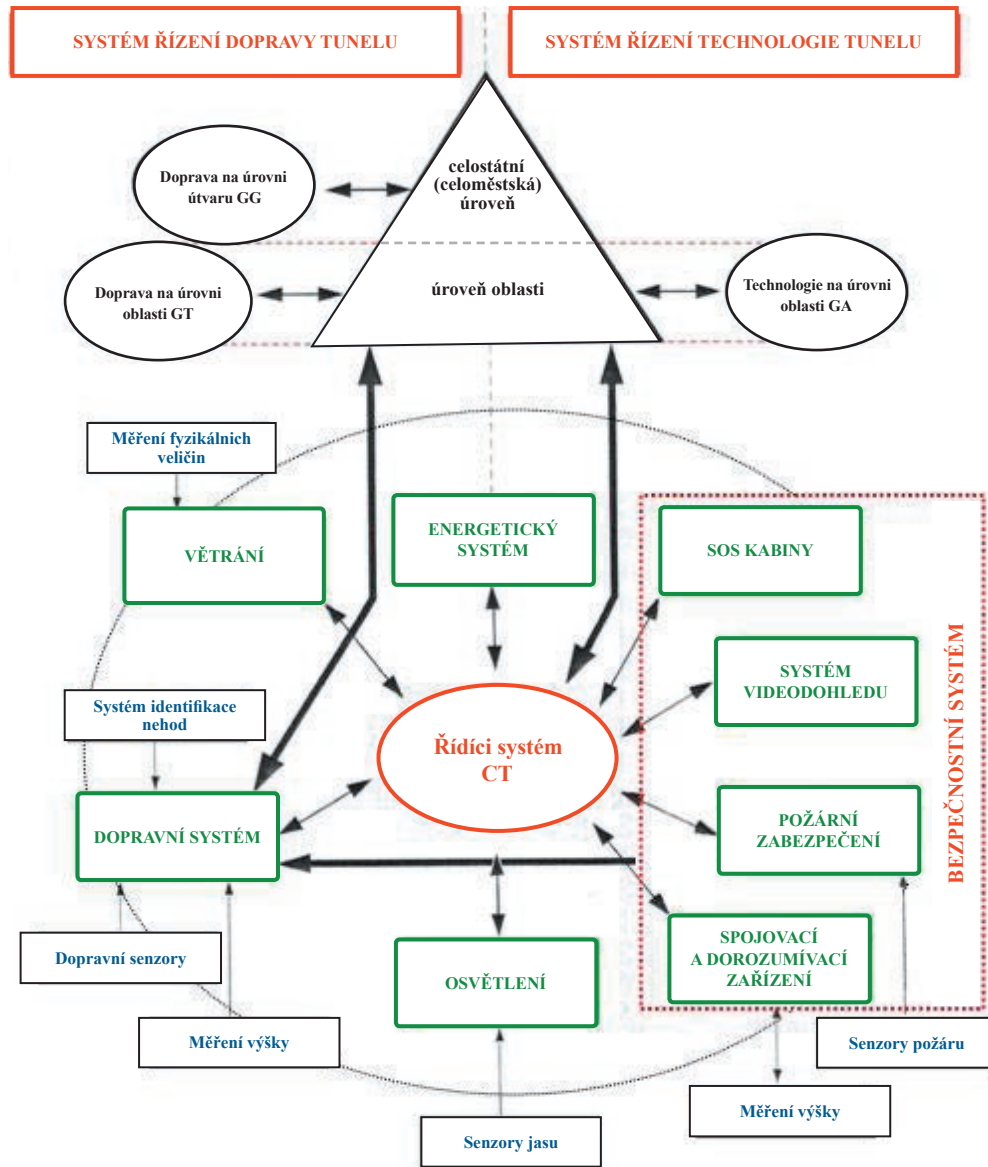 SYSTÉM ŘÍZENÍ DOPRAVY TUNELU
SYSTÉM ŘÍZENÍ TECHNOLOGIE TUNELU
celostátní
(celoměstská)
úroveň
Doprava na úrovni
útvaru GG
Doprava na úrovni
oblasti GT
úroveň oblasti
Technologie na úrovni
oblasti GA
Měření fyzikálnich
veličin
VĚTRÁNÍ
ENERGETICKÝ
SYSTÉM
SOS KABINY
SYSTÉM
VIDEODOHLEDU
BEZPEČNOSTNÍ SYSTÉM
Systém identifikace
nehod
Řídíci systém
CT
DOPRAVNÍ SYSTÉM
POŽÁRNÍ
ZABEZPEČENÍ
Dopravní senzory
OSVĚTLENÍ
SPOJOVACÍ
A DOROZUMÍVACÍ
ZAŘÍZENÍ
Měření výšky
Senzory požáru
Měření výšky
Senzory jasu